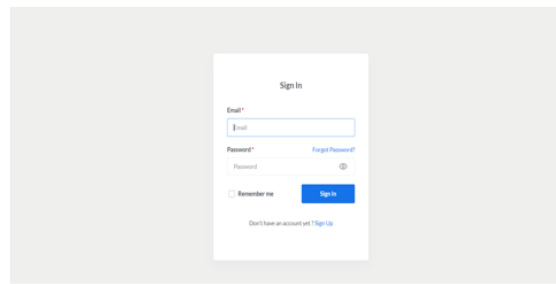 Sign In
Email *
Email
Password * Forgot Password?
Password
Remember me Sign In
Don't have an account yet ? Sign Up